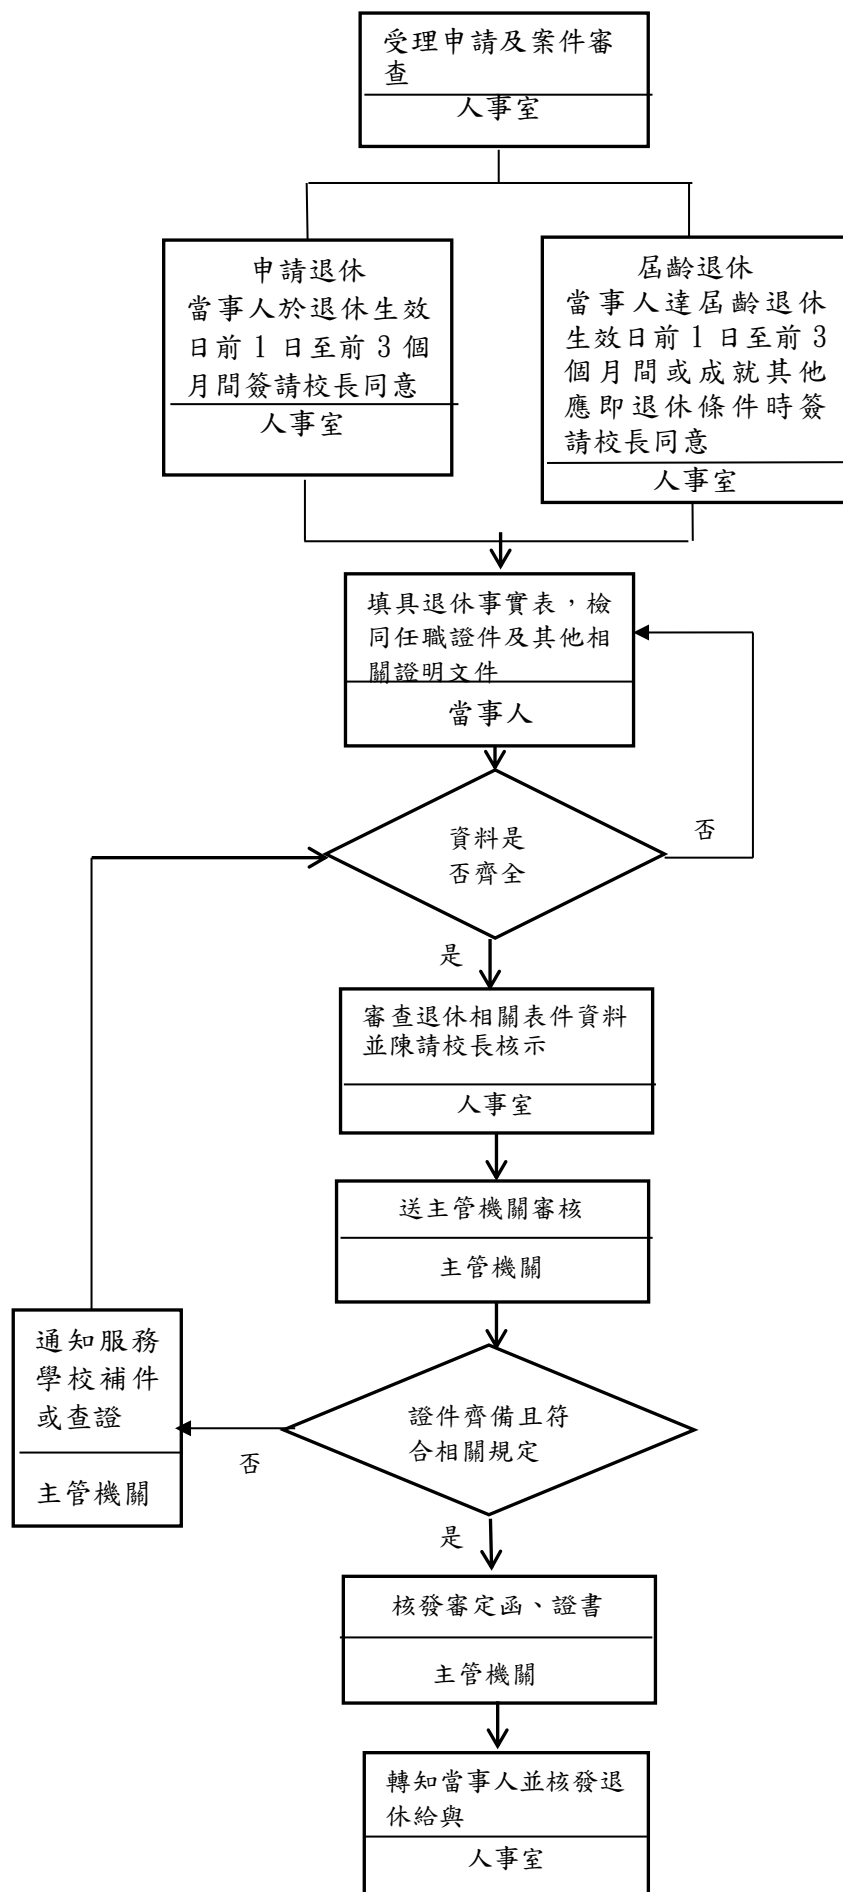 受理申請及案件審
查
人事室
申請退休
當事人於退休生效
日前1日至前3個
月間簽請校長同意
人事室
屆齡退休
當事人達屆齡退休
生效日前1日至前3
個月間或成就其他
應即退休條件時簽
請校長同意
人事室
填具退休事實表，檢
同任職證件及其他相
關證明文件
當事人
資料是
否齊全
否
是
審查退休相關表件資料
並陳請校長核示
人事室
送主管機關審核
主管機關
通知服務
學校補件
或查證
主管機關
證件齊備且符
合相關規定
否
是
核發審定函、證書
主管機關
轉知當事人並核發退
休給與
人事室